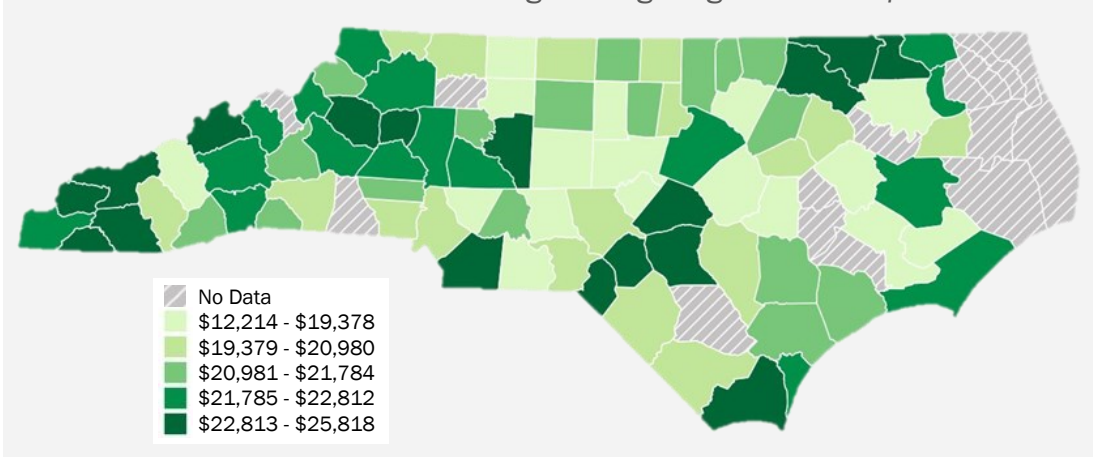 No Data
$12,214 - $19,378
$19,379 - $20,980
$20,981 - $21,784
$21,785 - $22,812
$22,813 - $25,818